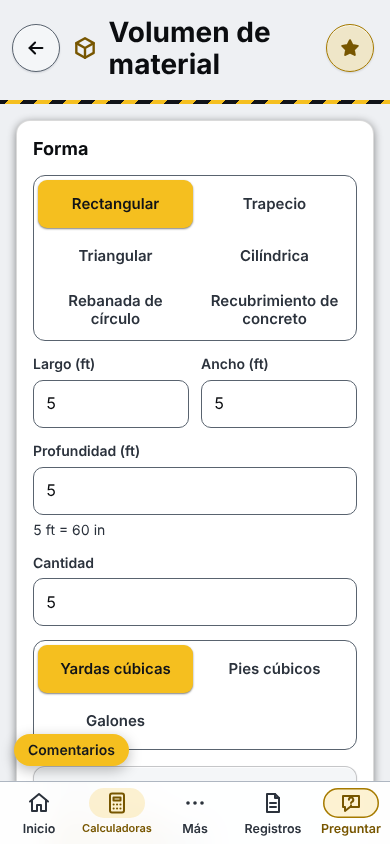 Volumen de
material
Forma
Rectangular
Trapecio
Triangular
Cilíndrica
Rebanada de
círculo
Recubrimiento de
concreto
Largo (ft)
Ancho (ft)
5
5
Profundidad (ft)
5
5 ft = 60 in
Cantidad
5
Yardas cúbicas
Pies cúbicos
Galones
Comentarios
Inicio
Calculadoras
Más
Registros
Preguntar